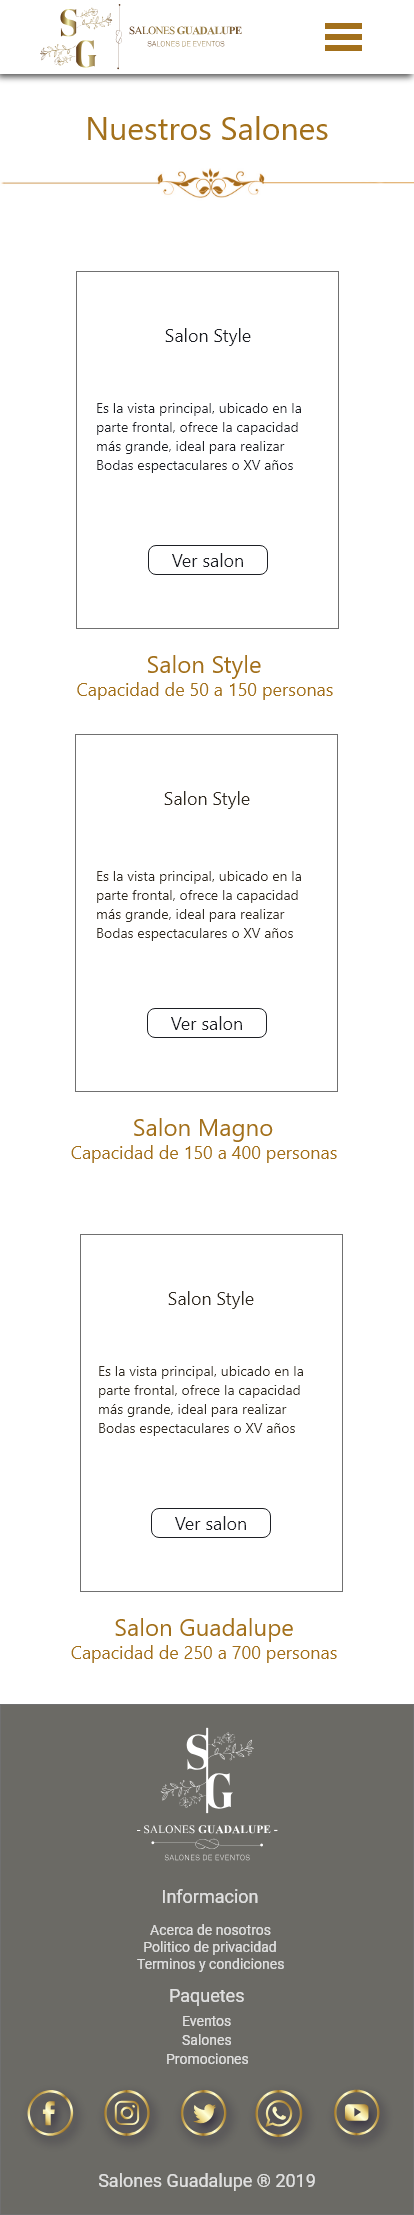 SG
SALONES GUADALUPE
SALONES DE EVENTOS
Nuestros Salones
Salon Style
Es la vista principal, ubicado en la
parte frontal, ofrece la capacidad
más grande, ideal para realizar
Bodas espectaculares o XV años
Ver salon
Salon Style
Capacidad de 50 a 150 personas
Salon Style
Es la vista principal, ubicado en la
parte frontal, ofrece la capacidad
más grande, ideal para realizar
Bodas espectaculares o XV años
Ver salon
Salon Magno
Capacidad de 150 a 400 personas
Salon Style
Es la vista principal, ubicado en la
parte frontal, ofrece la capacidad
más grande, ideal para realizar
Bodas espectaculares o XV años
Ver salon
Salon Guadalupe
Capacidad de 250 a 700 personas
SG
- SALONES GUADALUPE -
SALONES DE EVENTOS
Informacion
Acerca de nosotros
Politico de privacidad
Terminos y condiciones
Paquetes
Eventos
Salones
Promociones
Salones Guadalupe ® 2019